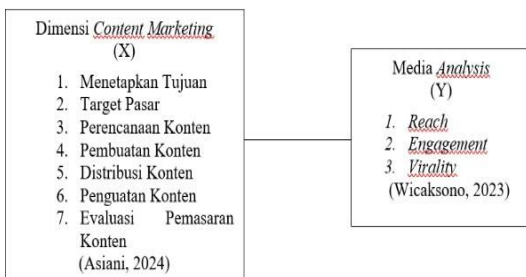 Dimensi Content Marketing
(X)
1. Menetapkan Tujuan
2. Target Pasar
3. Perencanaan Konten
4. Pembuatan Konten
5. Distribusi Konten
6. Penguatan Konten
7. Evaluasi Pemasaran
Konten
(Asiani, 2024)
Media Analysis
(Y)
1. Reach
2. Engagement
3. Virality
(Wicaksono, 2023)